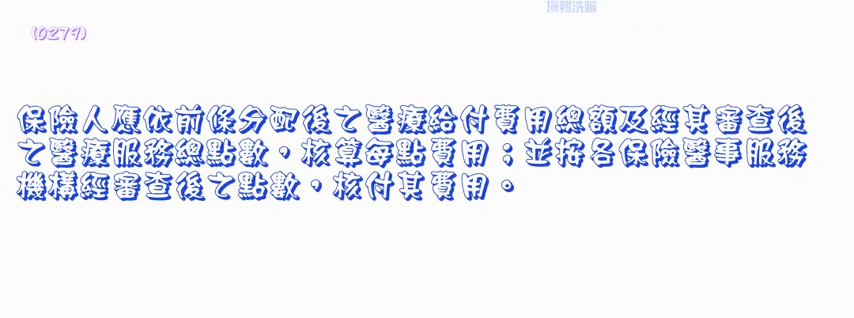 (0279)
保險人應依前條分配後之醫療給付費用總額及經其審查後
之醫療服務總點數，核算每點費用；並按各保險醫事服務
機構經審查後之點數，核付其費用。